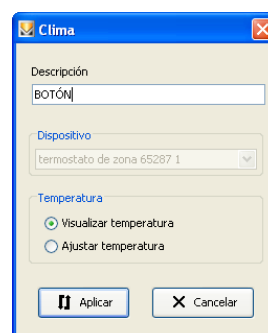 Clima
Descripción
BOTÓN
Dispositivo
termostato de zona 65287 1
Temperatura
Visualizar temperatura
Ajustar temperatura
Aplicar
Cancelar